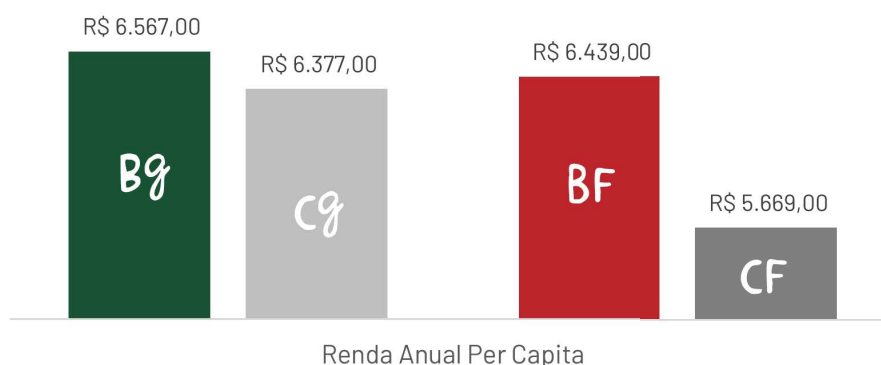 R$ 6.567,00
R$ 6.377,00
R$ 6.439,00
R$ 5.669,00
Bg
Cg
BF
CF
Renda Anual Per Capita